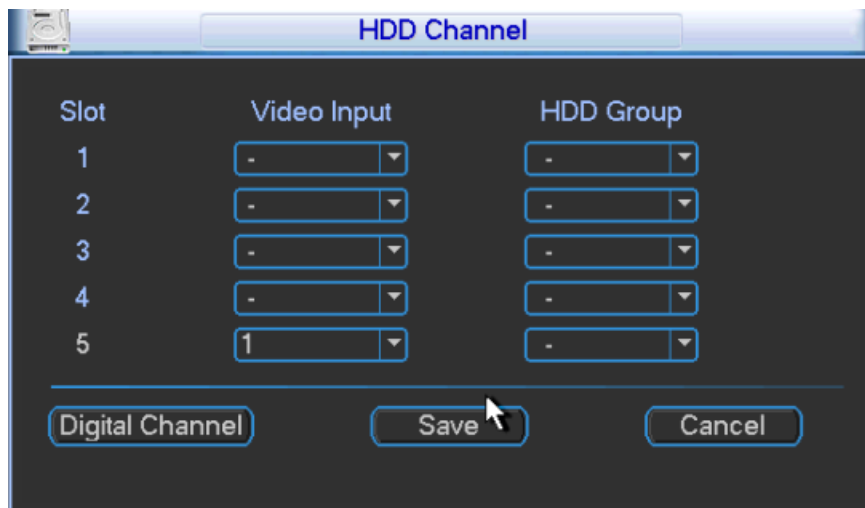 HDD Channel
Slot Video Input HDD Group
1 - -
2 - -
3 - -
4 - -
5 1 -
Digital Channel Save Cancel